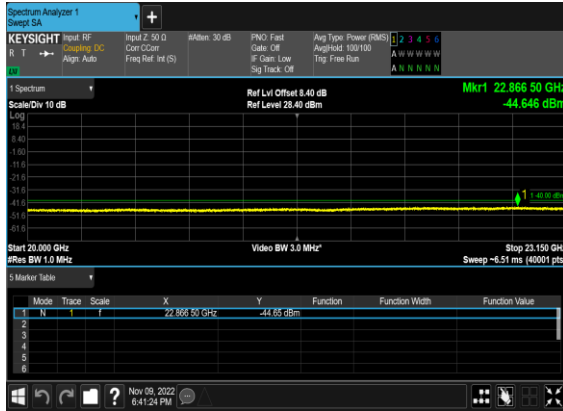 Spectrum Analyzer 1
Swept SA
+
KEYSIGHT Input: RF Input Z: 50 Ω #Atten: 30 dB PNO: Fast Avg Type: Power (RMS) 1 2 3 4 5 6
R T Coupling: DC Corr CCorr Gate: Off Avg|Hold: 100/100 A W W W W W
Align: Auto Freq Ref: Int (S) IF Gain: Low Trig: Free Run
LU Sig Track: Off A N N N N N
1 Spectrum Ref Lvl Offset 8.40 dB Mkr1 22.866 50 GHz
Scale/Div 10 dB Ref Level 28.40 dBm -44.646 dBm
Log
18.4
8.40
-1.60
-11.6
-21.6
-31.6
1 1 -40.00 dBm
-41.6
-51.6
-61.6
Start 20.000 GHz Video BW 3.0 MHz* Stop 23.150 GHz
#Res BW 1.0 MHz Sweep ~6.51 ms (40001 pts)
5 Marker Table
Mode Trace Scale X Y Function Function Width Function Value
1 N 1 f 22.866 50 GHz -44.65 dBm
2
3
4
5
6
? Nov 09, 2022
6:41:24 PM